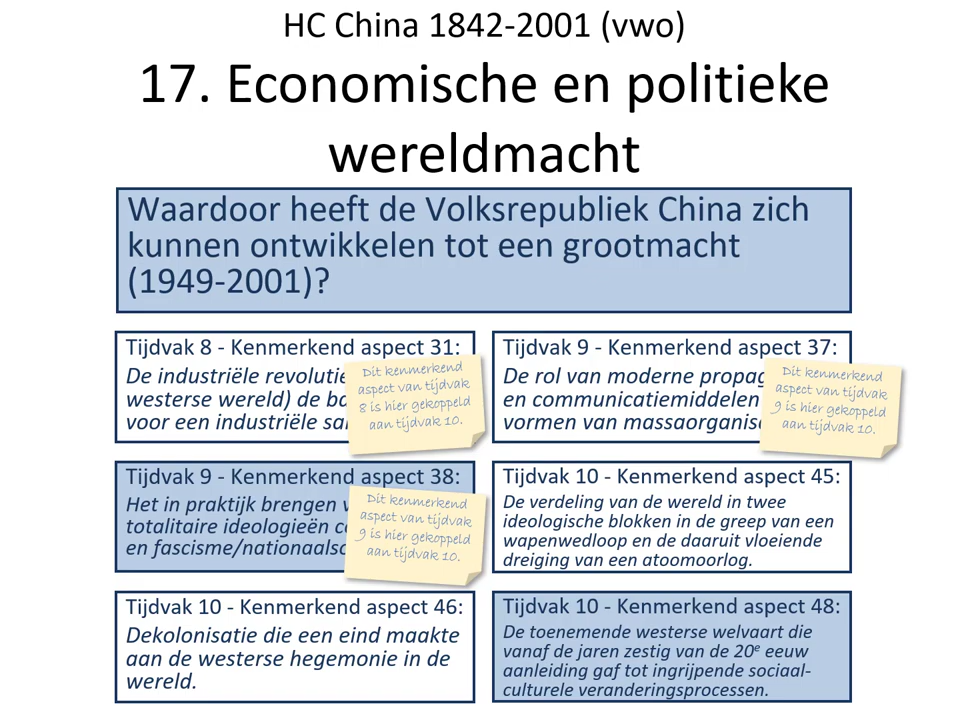 HC China 1842-2001 (vwo)
17. Economische en politieke
wereldmacht
Waardoor heeft de Volksrepubliek China zich
kunnen ontwikkelen tot een grootmacht
(1949-2001)?
Tijdvak 8 - Kenmerkend aspect 31:
De industriële revolutie
westerse wereld) de ba
voor een industriële sa
Dit kenmerkend
aspect van tijdvak
8 is hier gekoppeld
aan tijdvak 10.
Tijdvak 9 - Kenmerkend aspect 37:
De rol van moderne propag
en communicatiemiddelen
vormen van massaorganis
Dit kenmerkend
aspect van tijdvak
9 is hier gekoppeld
aan tijdvak 10.
Tijdvak 9 - Kenmerkend aspect 38:
Het in praktijk brengen v
totalitaire ideologieën c
en fascisme/nationaalso
Dit kenmerkend
aspect van tijdvak
9 is hier gekoppeld
aan tijdvak 10.
Tijdvak 10 - Kenmerkend aspect 45:
De verdeling van de wereld in twee
ideologische blokken in de greep van een
wapenwedloop en de daaruit vloeiende
dreiging van een atoomoorlog.
Tijdvak 10 - Kenmerkend aspect 46:
Dekolonisatie die een eind maakte
aan de westerse hegemonie in de
wereld.
Tijdvak 10 - Kenmerkend aspect 48:
De toenemende westerse welvaart die
vanaf de jaren zestig van de 20e eeuw
aanleiding gaf tot ingrijpende sociaal-
culturele veranderingsprocessen.